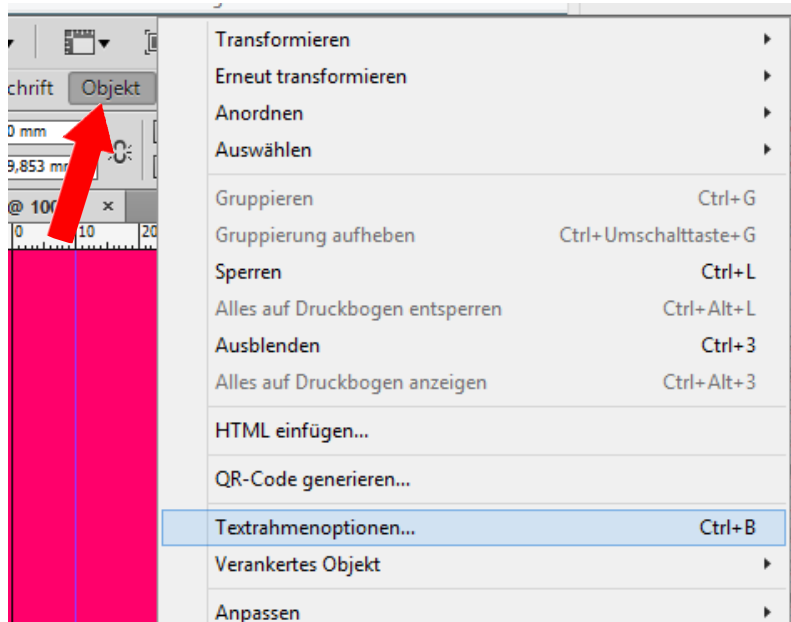 chrift Objekt
0 mm
9,853 mm
@ 100 ×
0 10 20
Transformieren
Erneut transformieren
Anordnen
Auswählen
Gruppieren Ctrl+G
Gruppierung aufheben Ctrl+Umschalttaste+G
Sperren Ctrl+L
Alles auf Druckbogen entsperren Ctrl+Alt+L
Ausblenden Ctrl+3
Alles auf Druckbogen anzeigen Ctrl+Alt+3
HTML einfügen...
QR-Code generieren...
Textrahmenoptionen... Ctrl+B
Verankertes Objekt
Anpassen